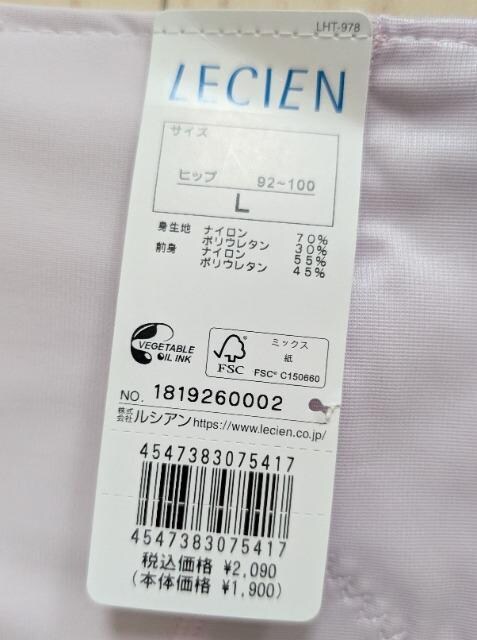 LHT-978
LECIEN
サイズ
ヒップ 92~100
L
身生地 ナイロン 70%
ポリウレタン 30%
前身 ナイロン 55%
ポリウレタン 45%
VEGETABLE
OIL INK
FSC
ミックス
紙
FSC® C150660
NO. 1819260002
株式会社ルシアン https://www.lecien.co.jp/
4547383075417
4547383075417
税込価格 ¥2,090
(本体価格 ¥1,900)